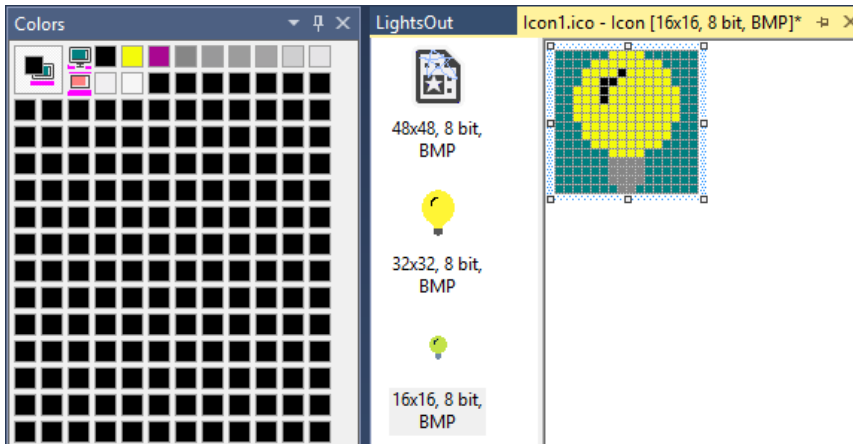 Colors
LightsOut
Icon1.ico - Icon [16x16, 8 bit, BMP]*
48x48, 8 bit,
BMP
32x32, 8 bit,
BMP
16x16, 8 bit,
BMP